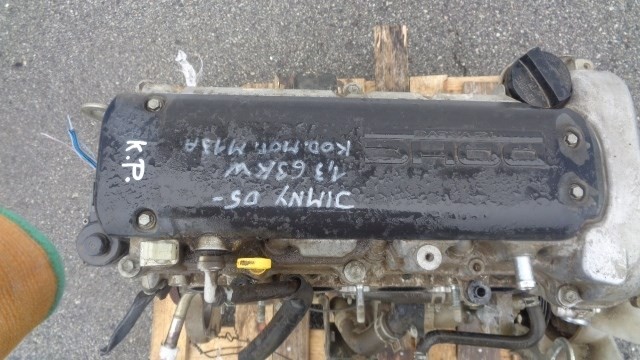 JIMNY 05-
1,3 63KW
KOD.MOT. M13A
K.P.
DOHC